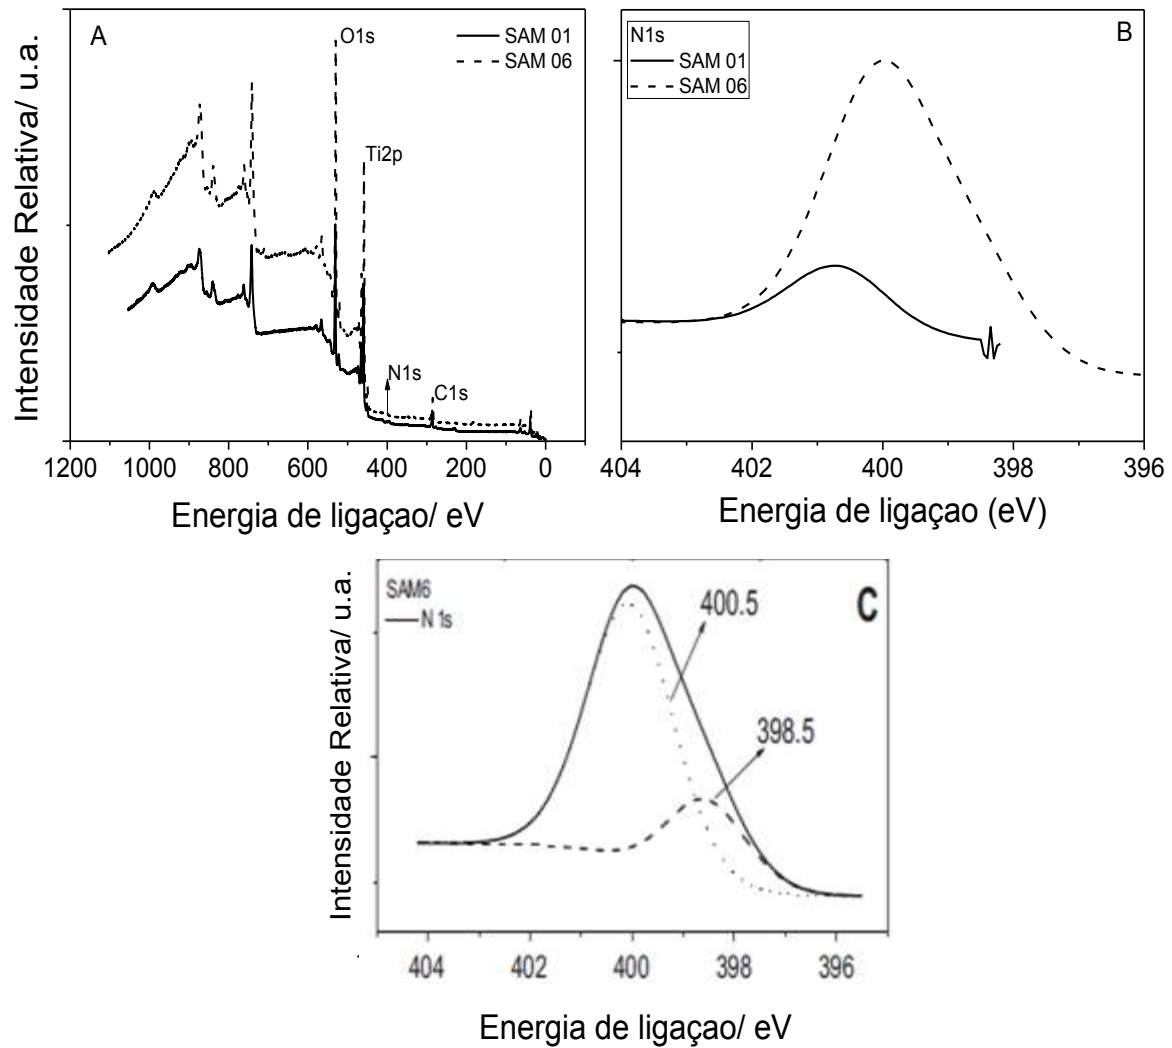 A
O1s
SAM 01
SAM 06
Ti2p
N1s
C1s
Intensidade Relativa/ u.a.
1200 1000 800 600 400 200 0
Energia de ligaçao/ eV
N1s
SAM 01
SAM 06
B
404 402 400 398 396
Energia de ligaçao (eV)
SAM6
N 1s
C
400.5
398.5
Intensidade Relativa/ u.a.
404 402 400 398 396
Energia de ligaçao/ eV